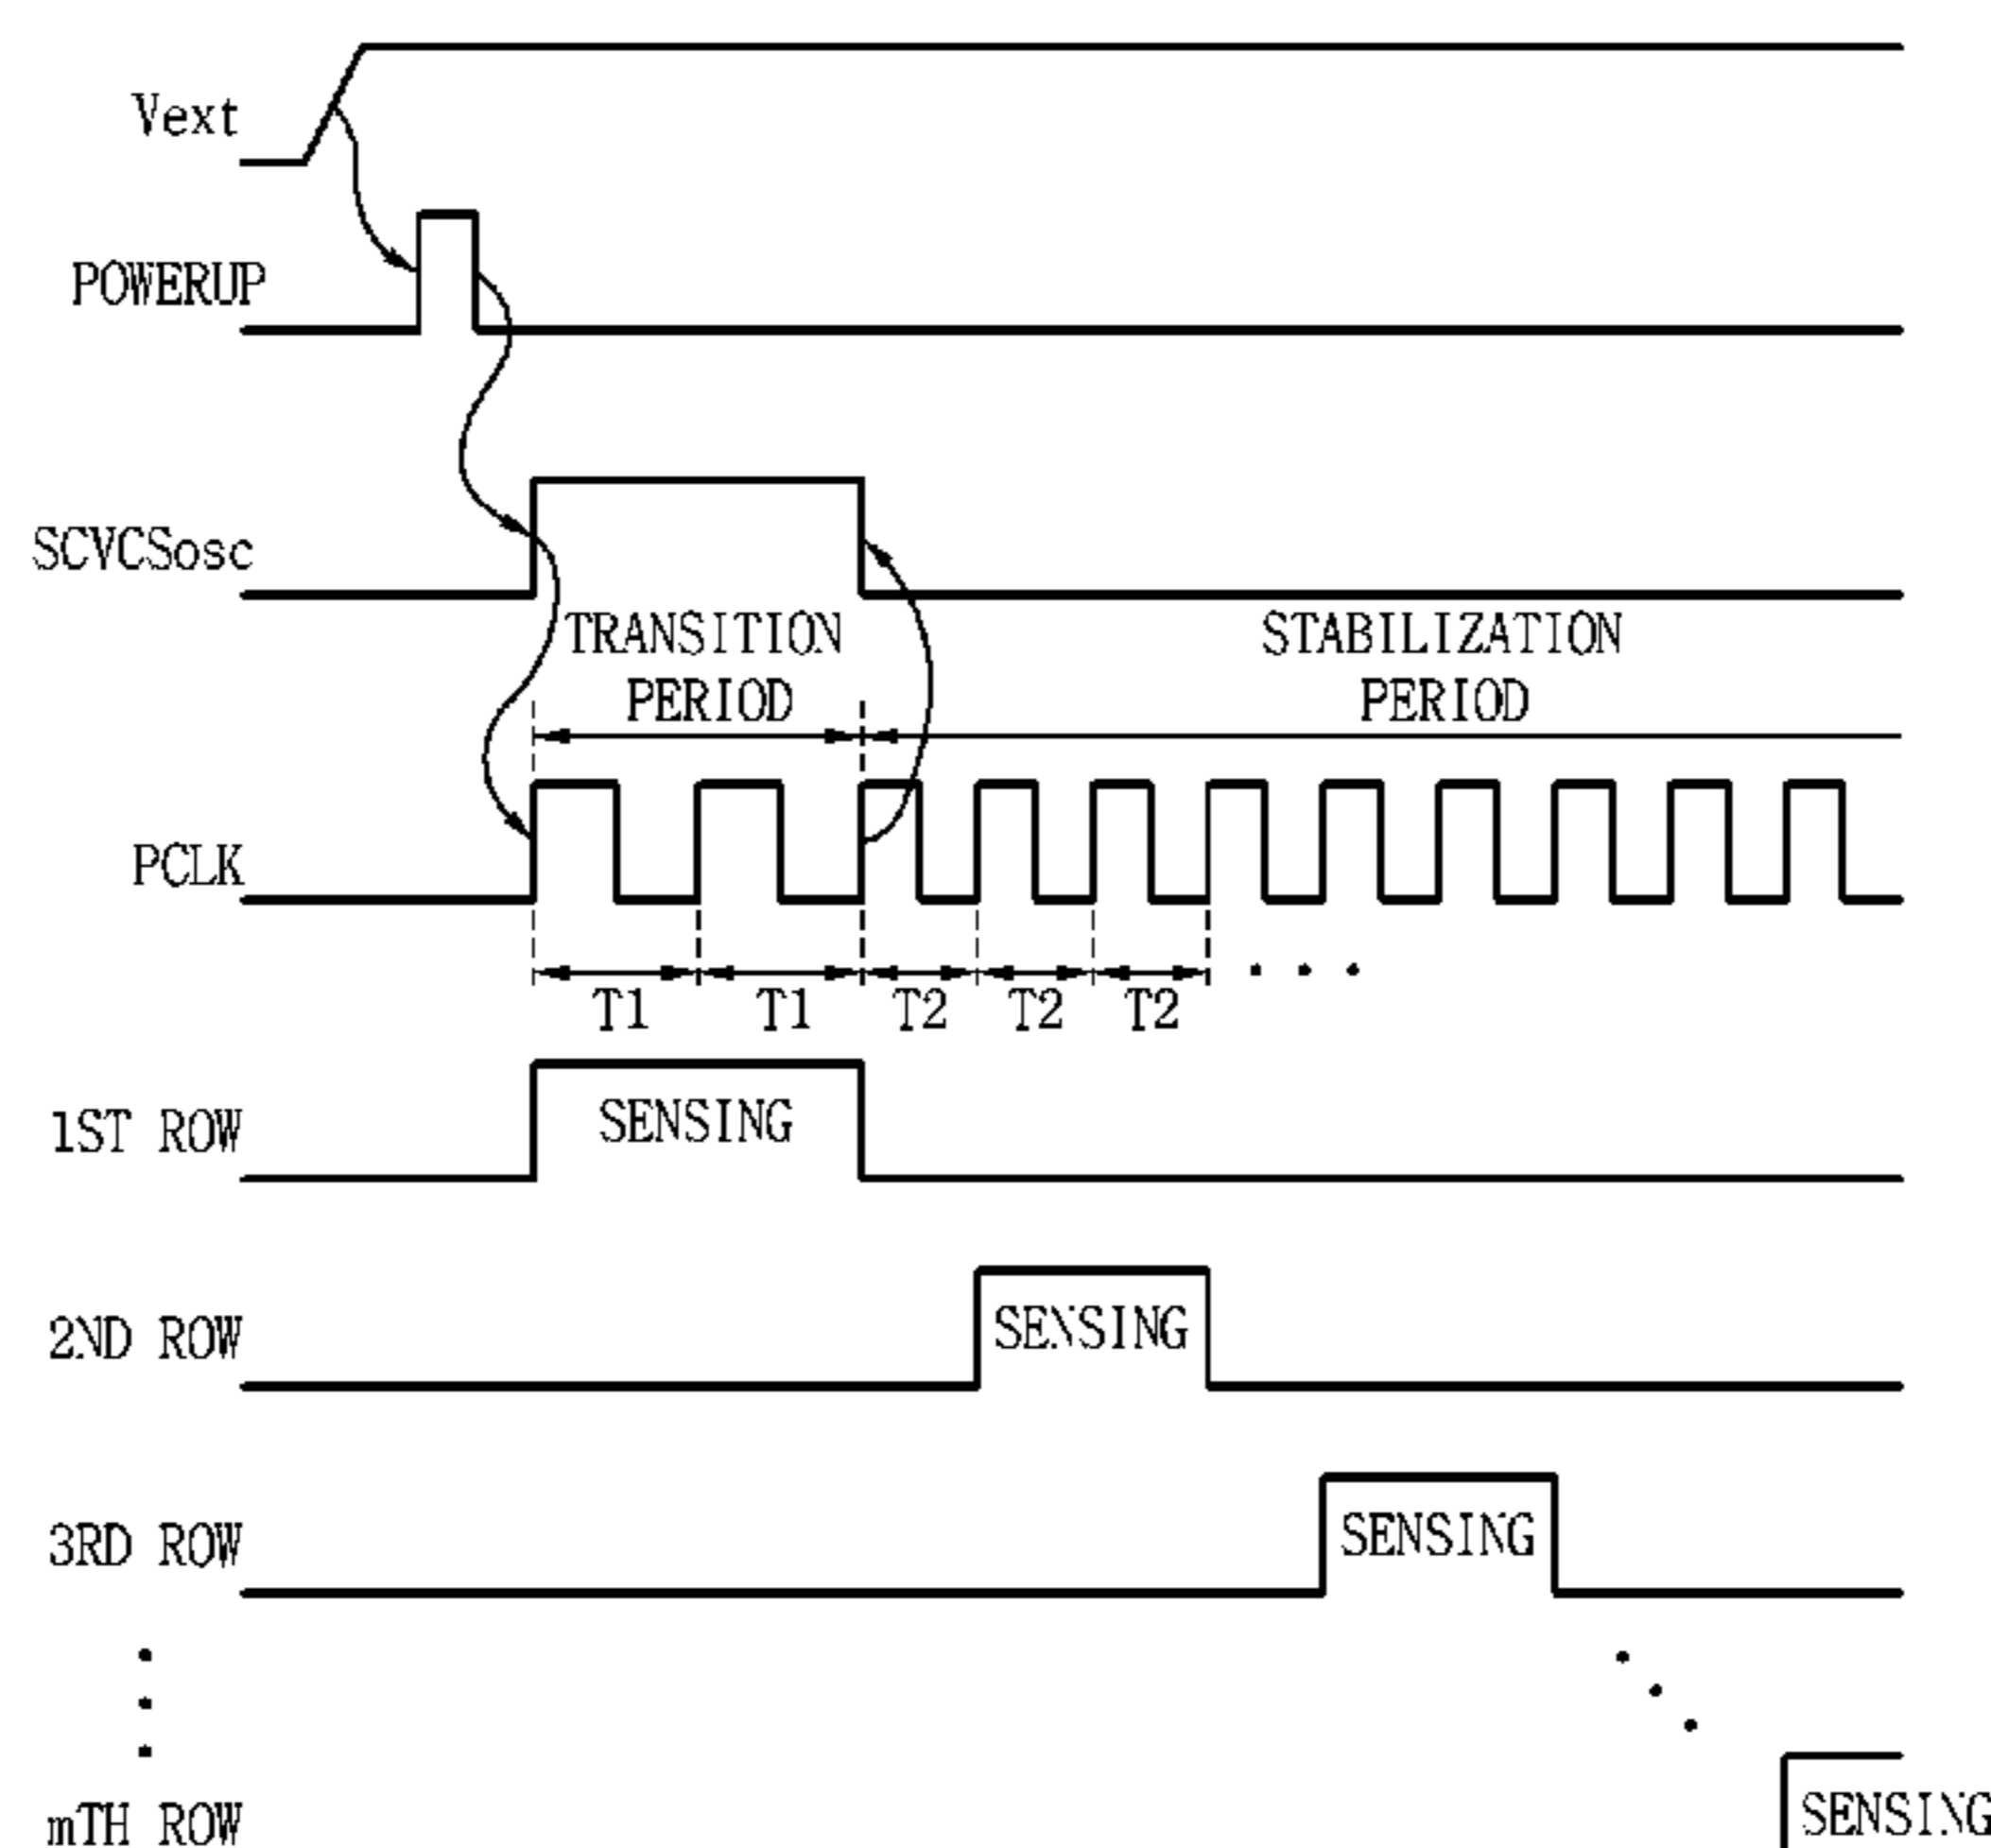 Vext
POWERUP
SCVCSosc
TRANSITION
PERIOD
STABILIZATION
PERIOD
PCLK
T1 T1 T2 T2 T2
1ST ROW SENSING
2ND ROW SENSING
3RD ROW SENSING
mTH ROW SENSING